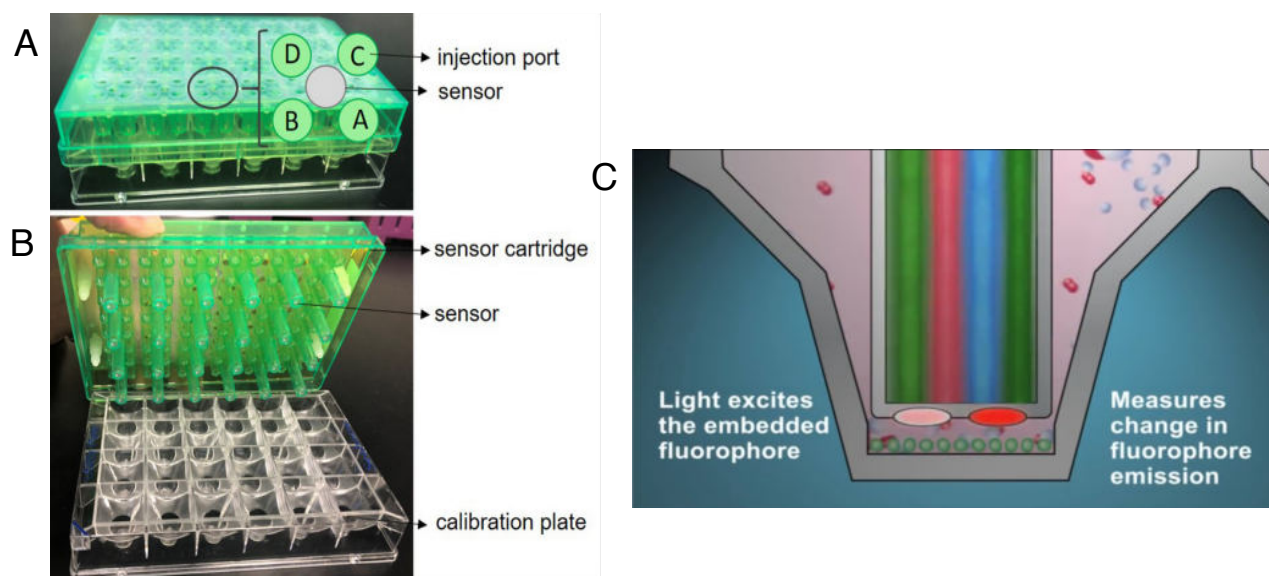 A
D
C
injection port
sensor
B
A
B
sensor cartridge
sensor
calibration plate
C
Light excites
the embedded
fluorophore
Measures
change in
fluorophore
emission